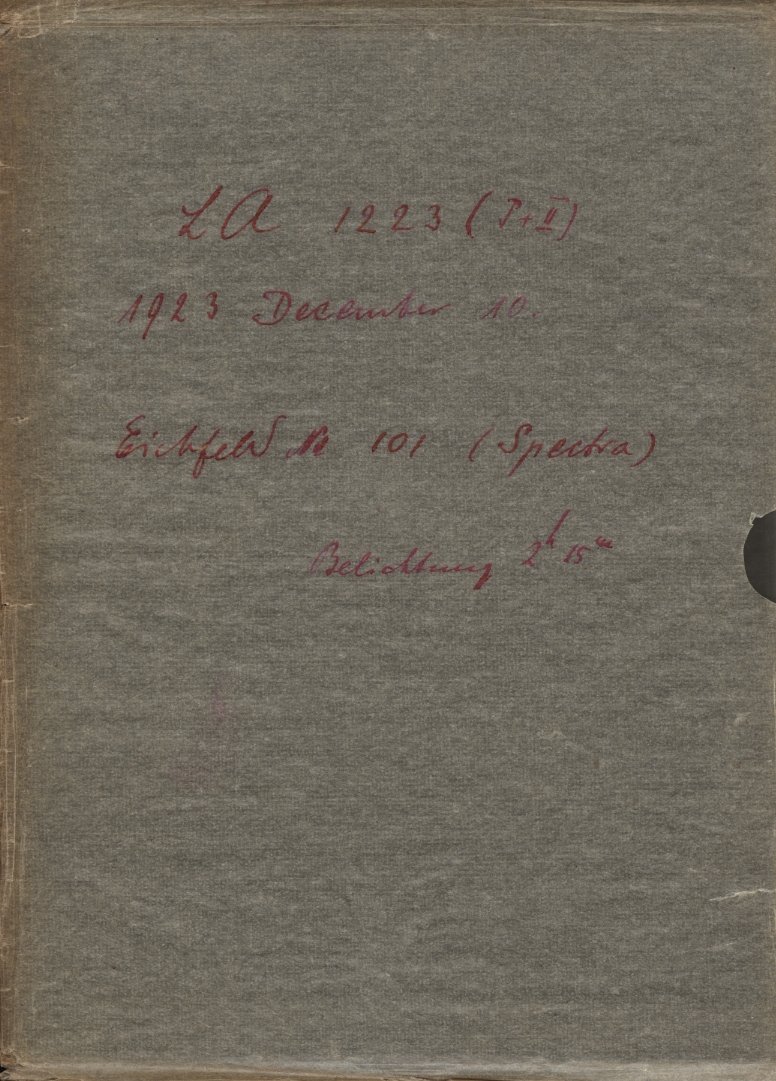 LA 1223 (I+II)
1923 December 10.
Eichfeld № 101 (Spectra)
Belichtung 2ʰ 15ᵐ